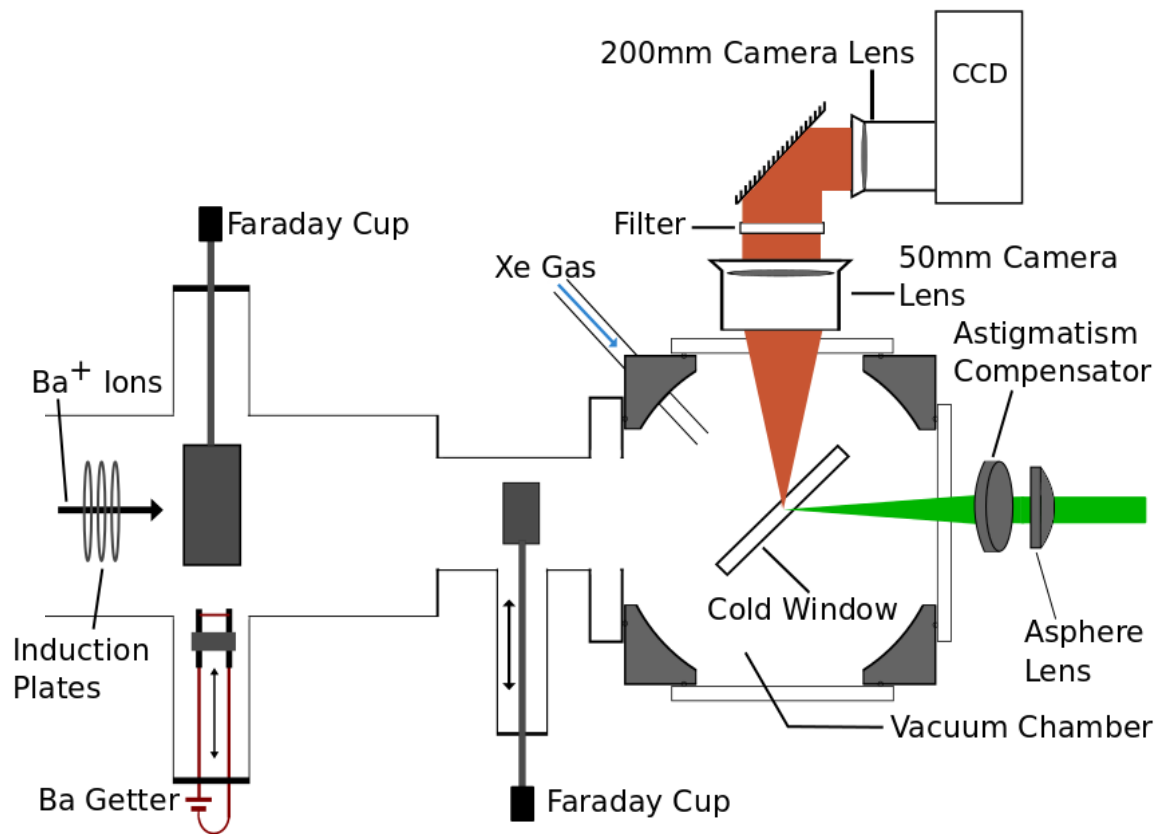 200mm Camera Lens
CCD
Faraday Cup
Filter
Xe Gas
50mm Camera
Lens
Astigmatism
Compensator
Ba+ Ions
Cold Window
Induction
Plates
Asphere
Lens
Vacuum Chamber
Ba Getter
Faraday Cup